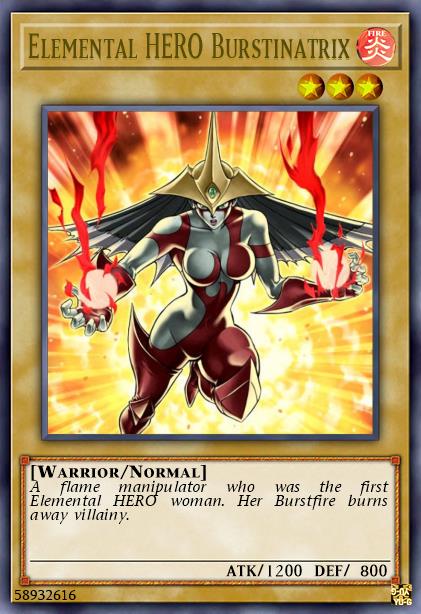 Elemental HERO Burstinatrix
FIRE
炎
[Warrior/Normal]
A flame manipulator who was the first
Elemental HERO woman. Her Burstfire burns
away villainy.
ATK/1200 DEF/ 800
58932616